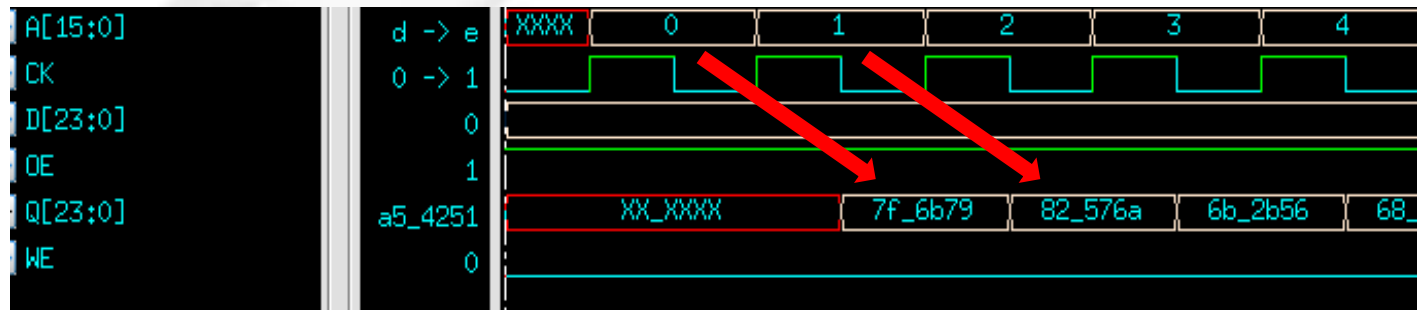 A[15:0] d -> e XXXX 0 1 2 3 4
CK 0 -> 1
D[23:0] 0
OE 1
Q[23:0] a5_4251 XX_XXXX 7f_6b79 82_576a 6b_2b56 68_
WE 0